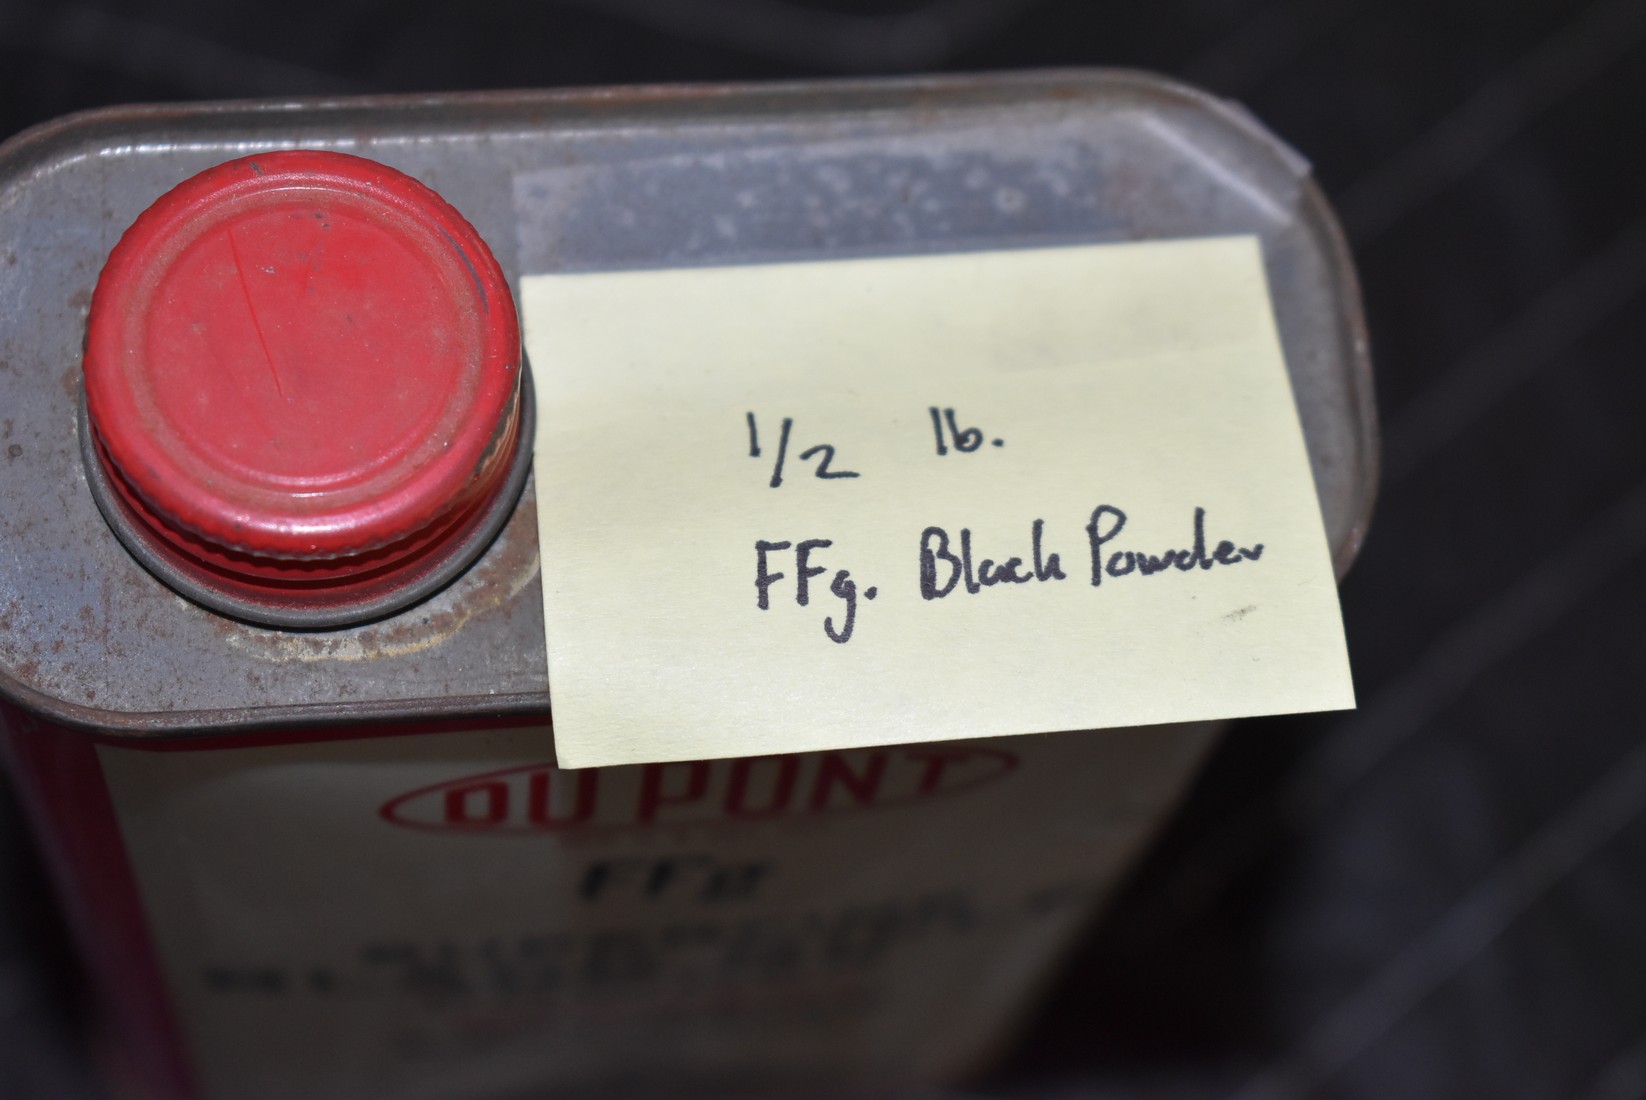 1/2 lb.
FFg. Black Powder
DU PONT
FFg